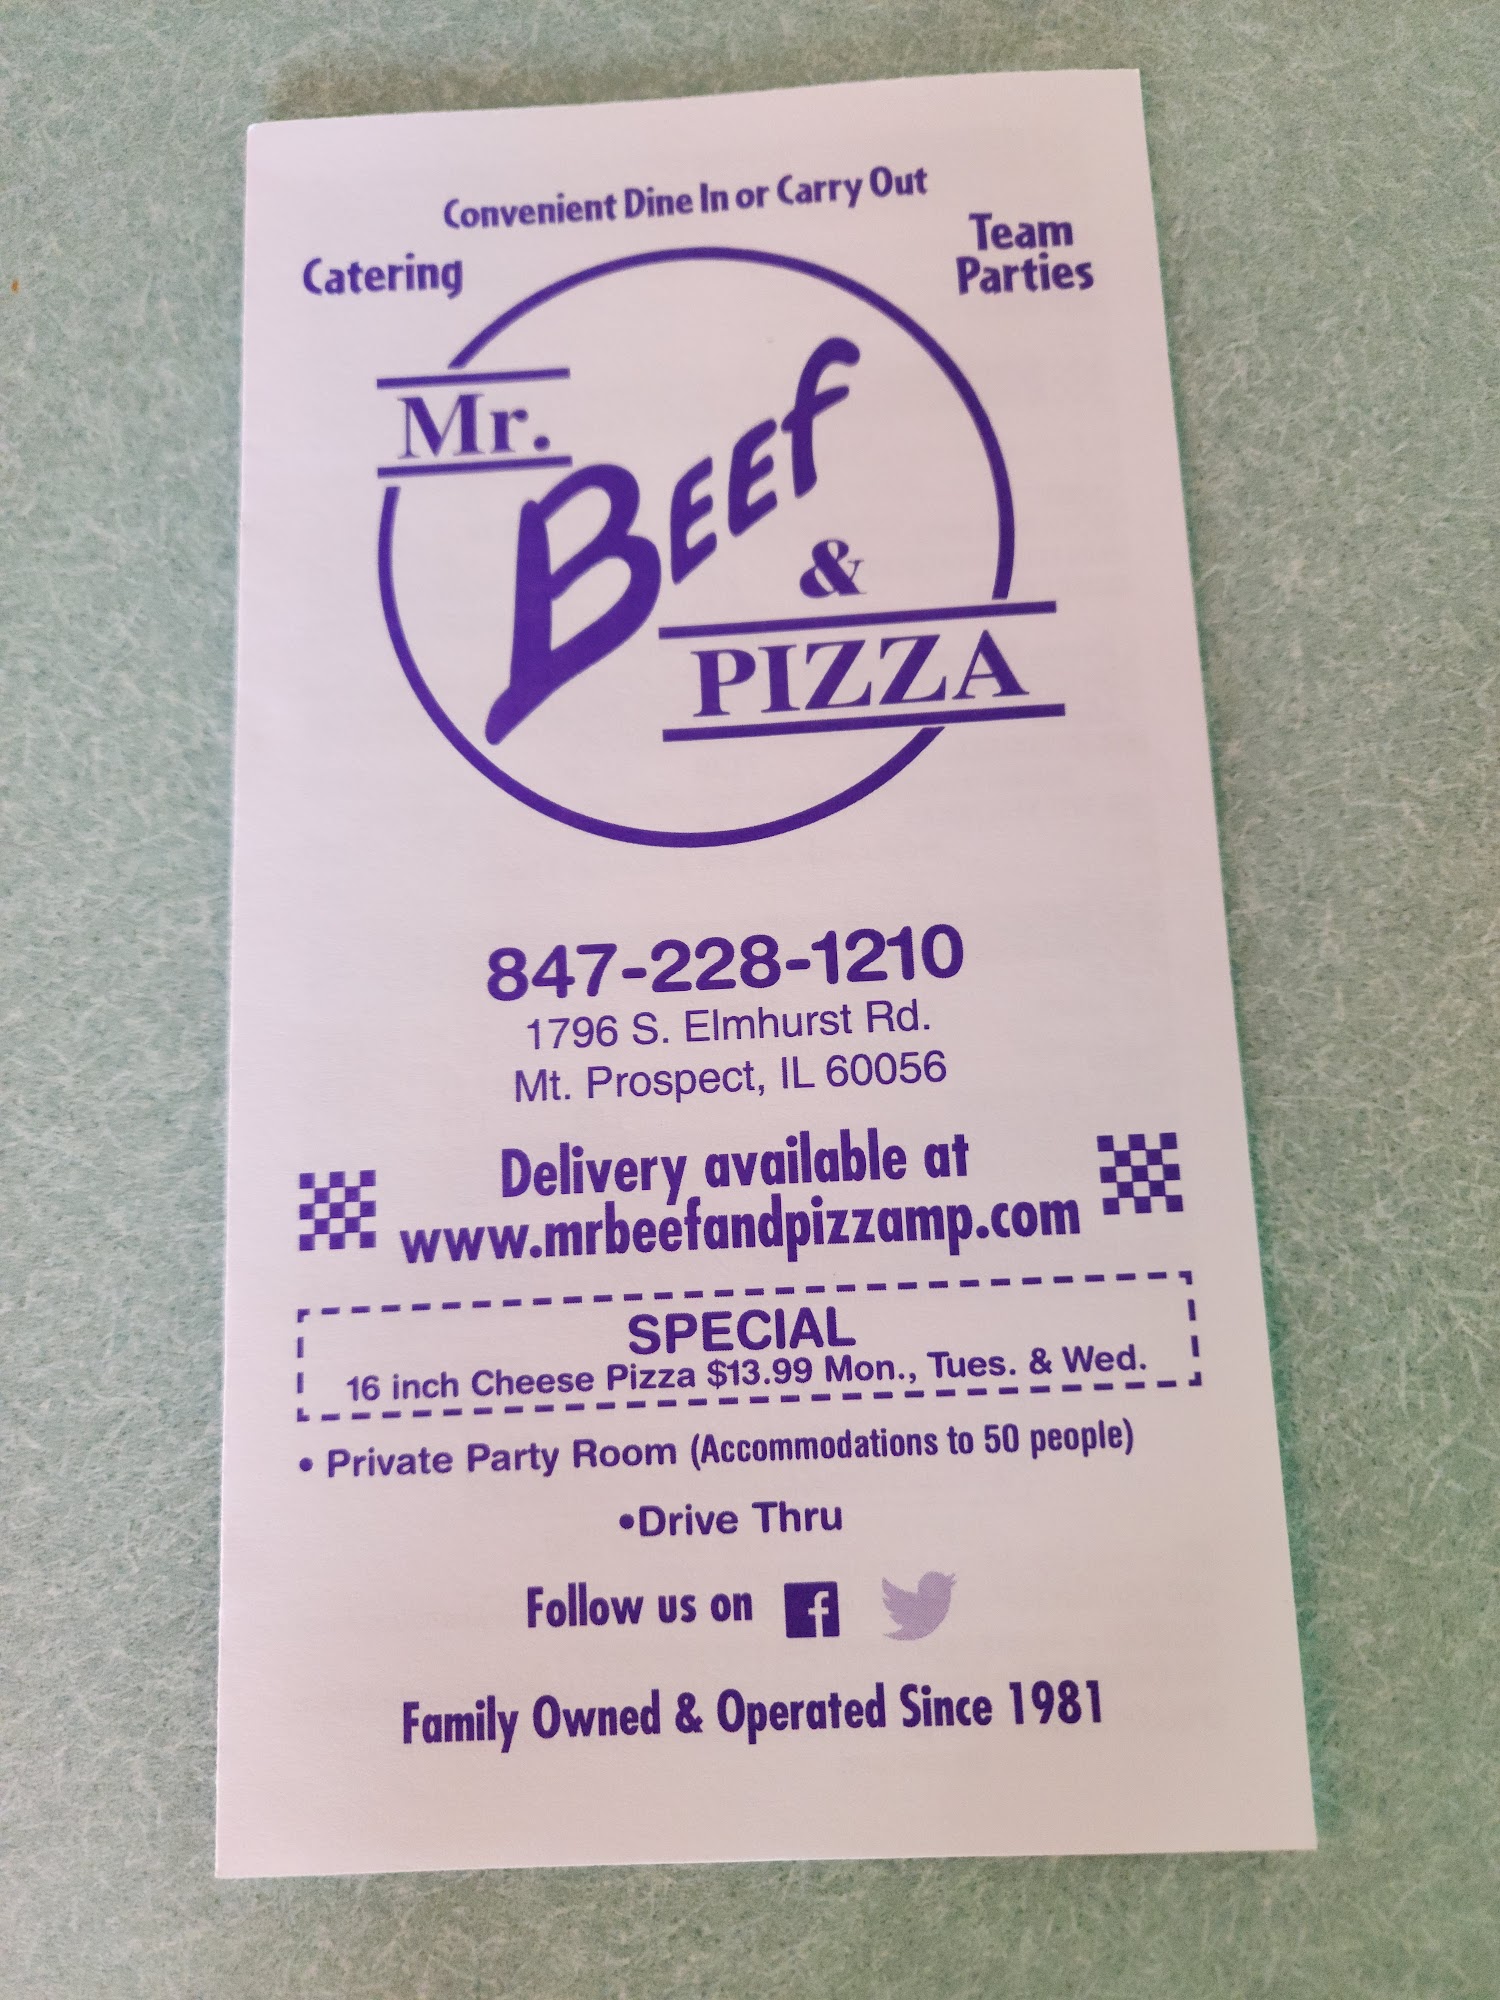 Convenient Dine In or Carry Out
Catering
Team
Parties
Mr.
BEEf
&
PIZZA
847-228-1210
1796 S. Elmhurst Rd.
Mt. Prospect, IL 60056
Delivery available at
www.mrbeefandpizzamp.com
SPECIAL
16 inch Cheese Pizza $13.99 Mon., Tues. & Wed.
• Private Party Room (Accommodations to 50 people)
•Drive Thru
Follow us on f
Family Owned & Operated Since 1981